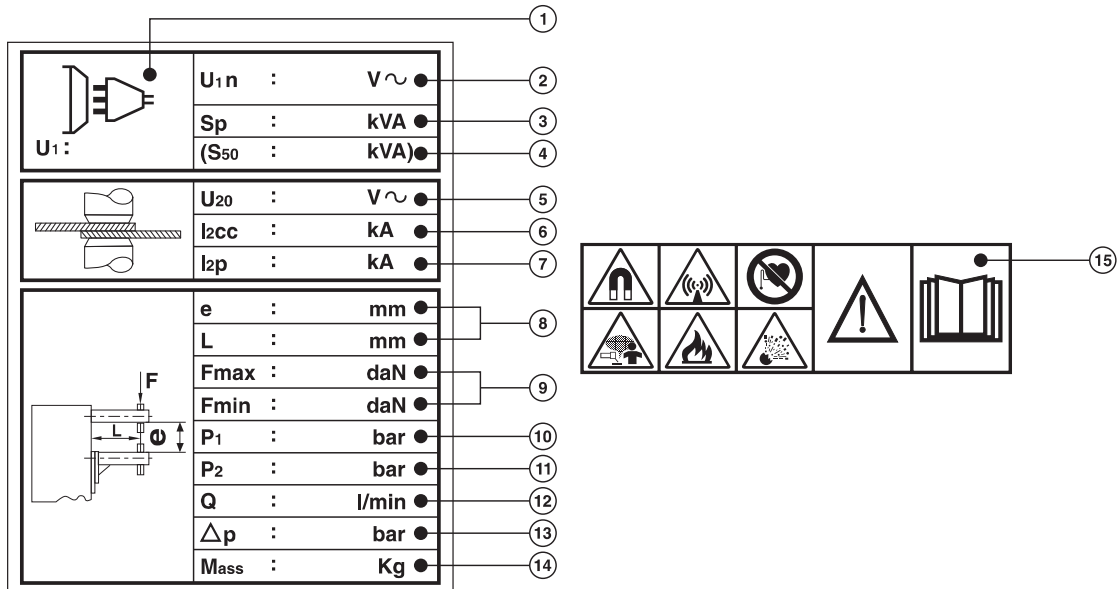 1
U1n : V~ 2
Sp : kVA 3
U1:
(S50 : kVA) 4
U20 : V~ 5
I2cc : kA 6
I2p : kA 7
15
e : mm
8
L : mm
Fmax : daN
9
Fmin : daN
F
L
e
P1 : bar 10
P2 : bar 11
Q : l/min 12
△p : bar 13
Mass : Kg 14